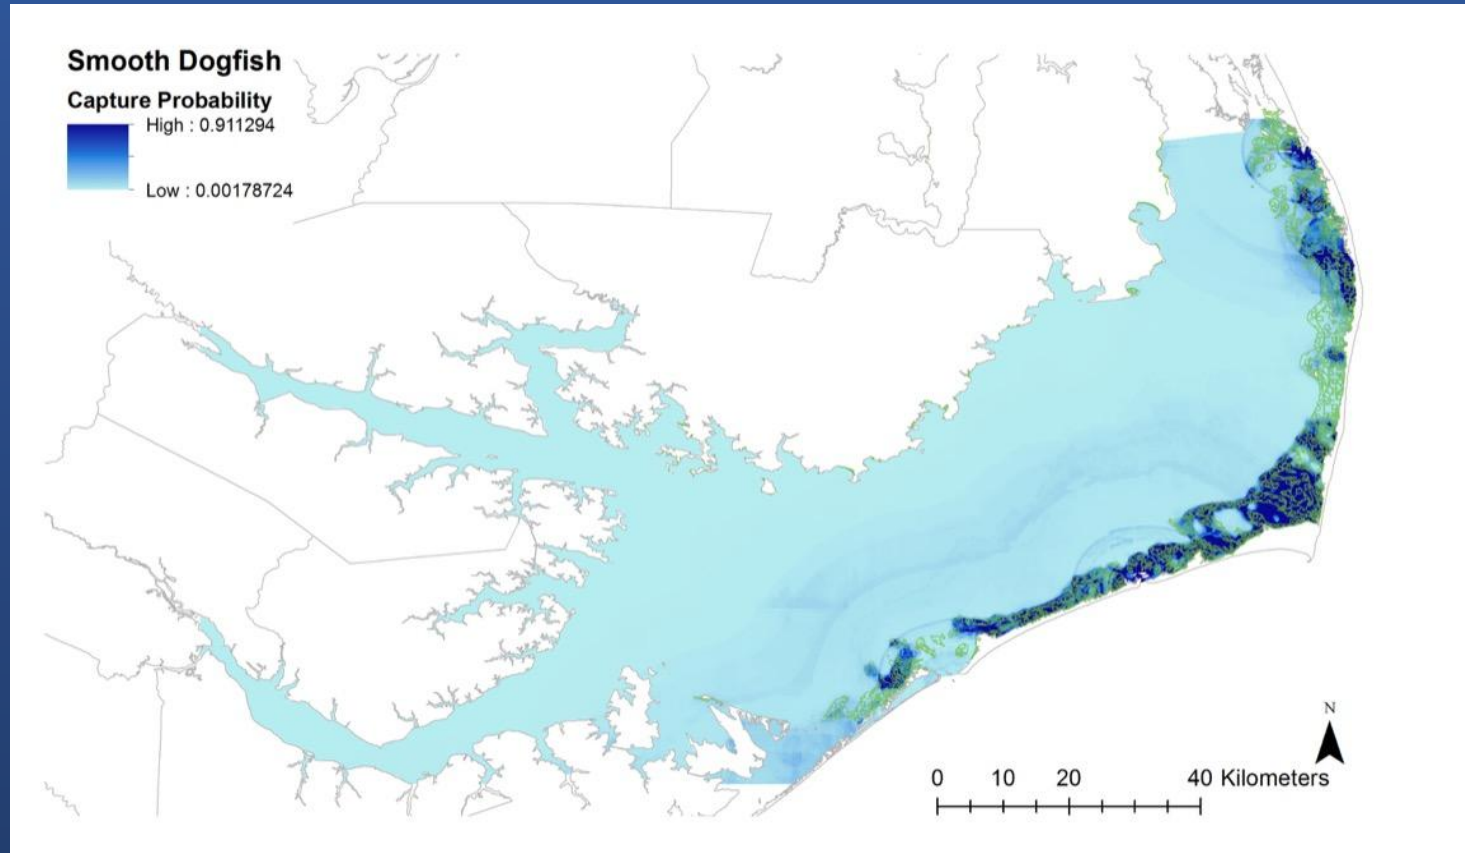 Smooth Dogfish
Capture Probability
High : 0.911294
Low : 0.00178724
N
0 10 20 40 Kilometers